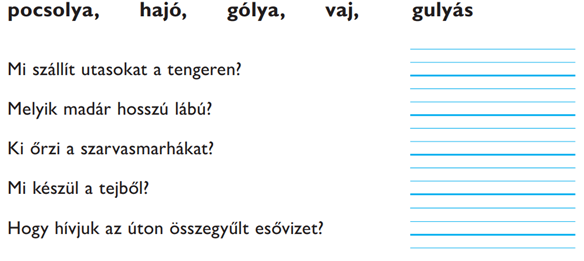 pocsolya, hajó, gólya, vaj, gulyás
Mi szállít utasokat a tengeren?
Melyik madár hosszú lábú?
Ki őrzi a szarvasmarhákat?
Mi készül a tejből?
Hogy hívjuk az úton összegyűlt esővizet?